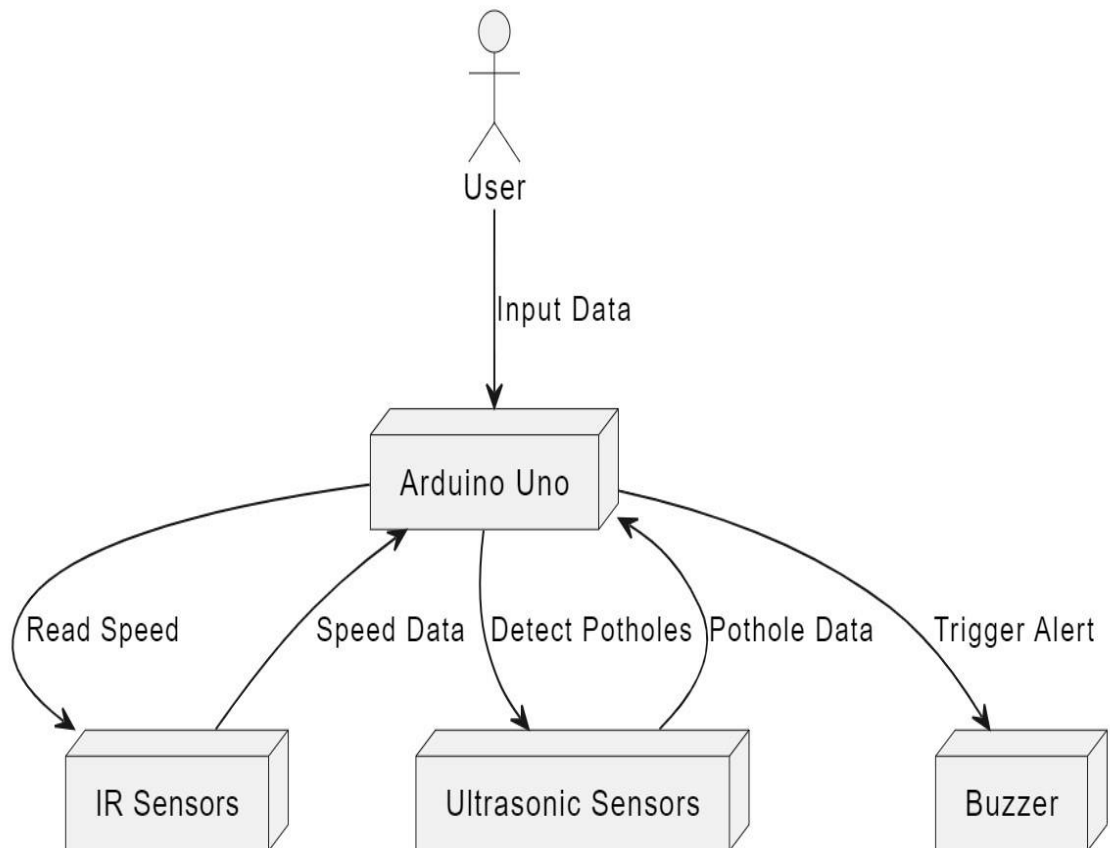 User
Input Data
Arduino Uno
Read Speed
Speed Data
Detect Potholes
Pothole Data
Trigger Alert
IR Sensors
Ultrasonic Sensors
Buzzer